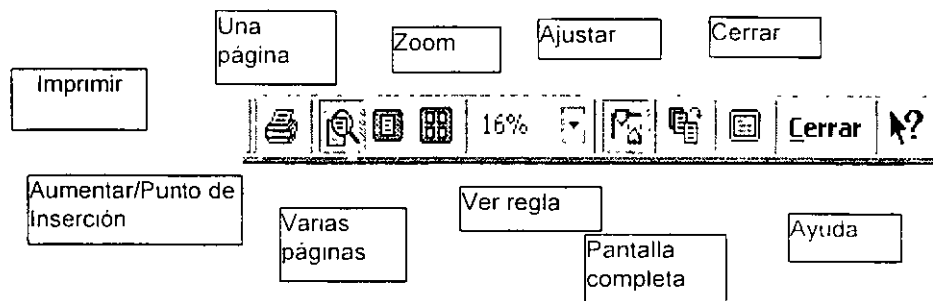 Una
página
Zoom
Ajustar
Cerrar
Imprimir
16%
Cerrar
?
Aumentar/Punto de
Inserción
Varias
páginas
Ver regla
Pantalla
completa
Ayuda